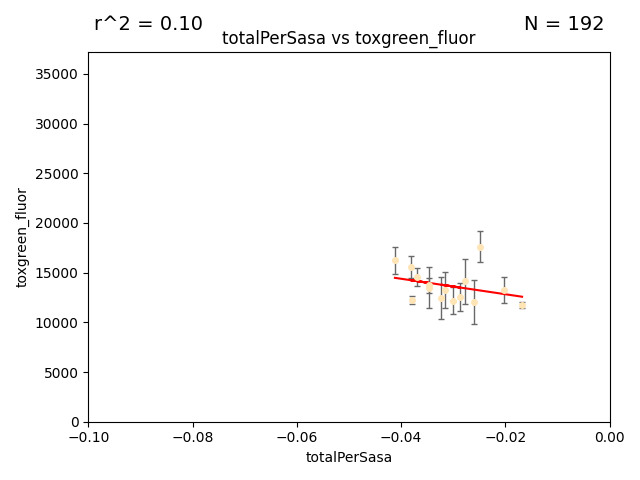 r^2 = 0.10
N = 192
totalPerSasa vs toxgreen_fluor
35000
30000
25000
20000
15000
10000
5000
0
toxgreen_fluor
−0.10
−0.08
−0.06
−0.04
−0.02
0.00
totalPerSasa